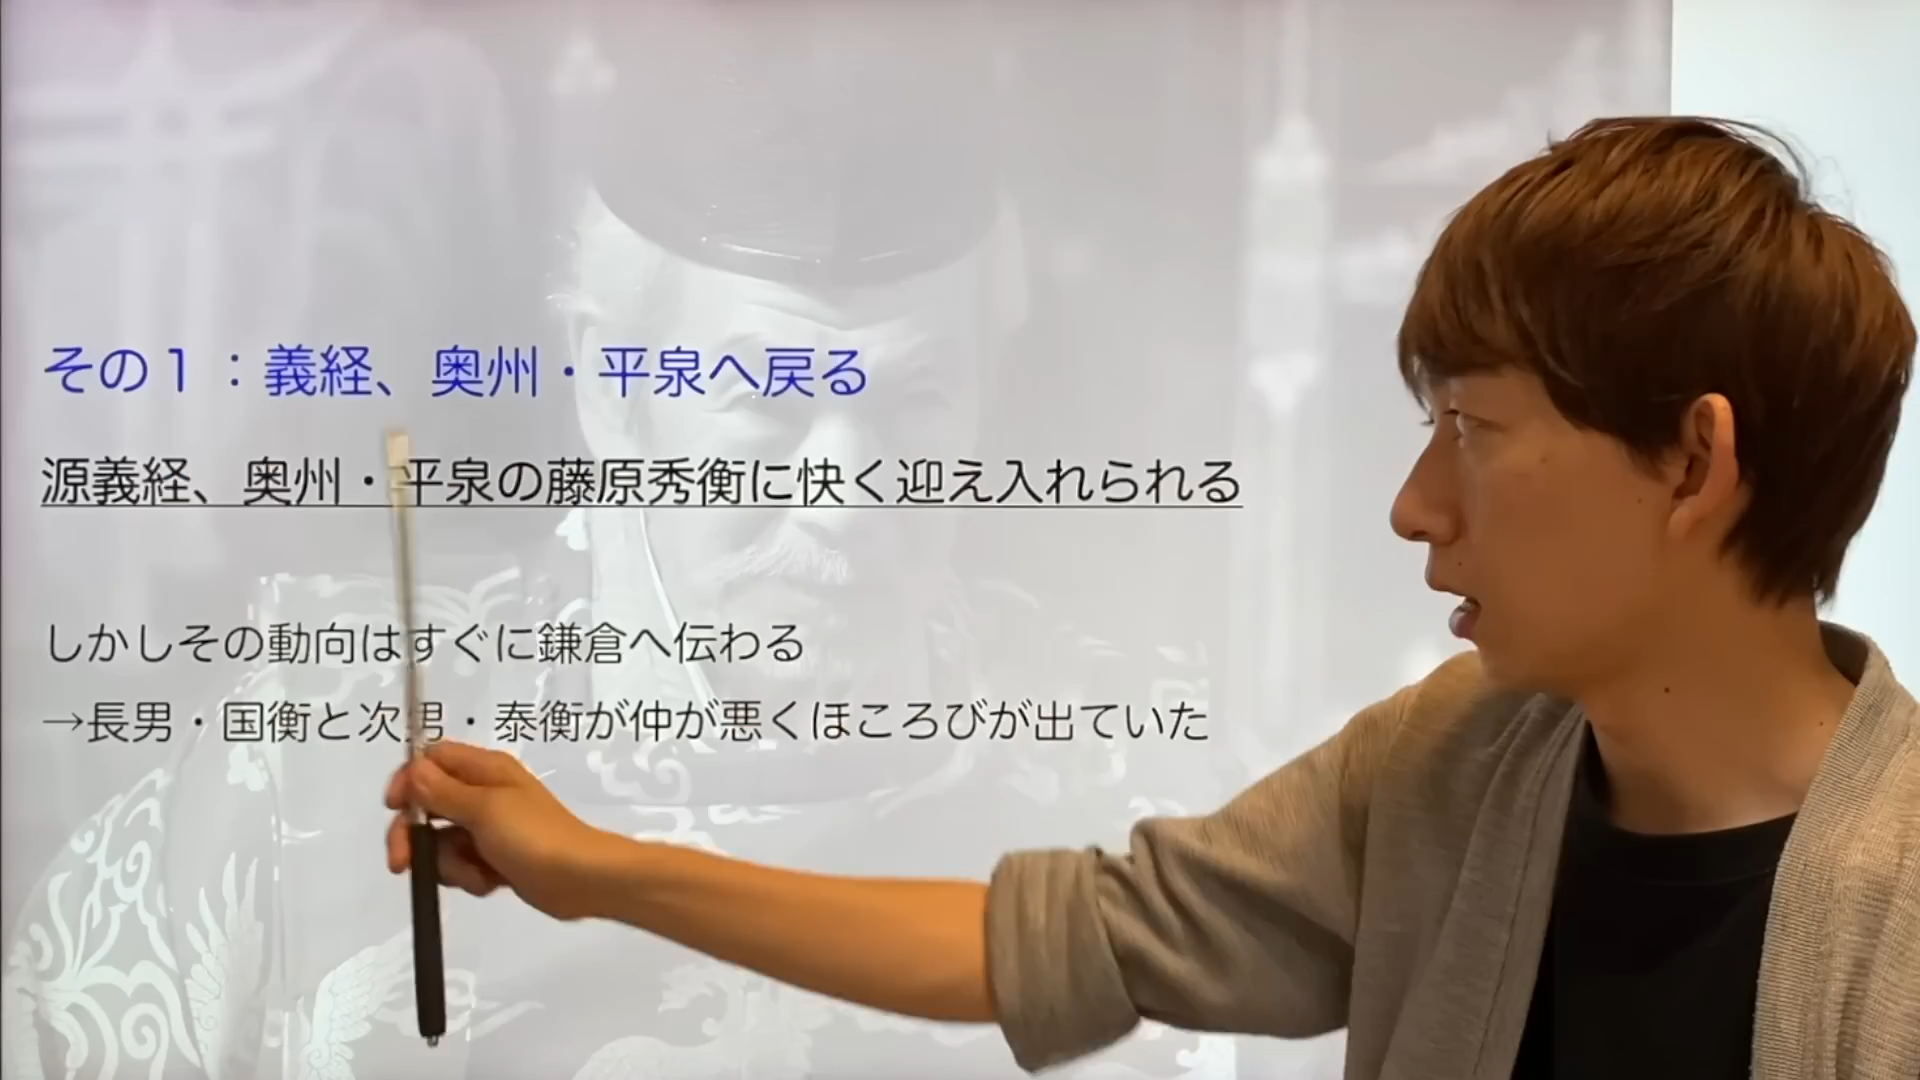 その１：義経、奥州・平泉へ戻る
源義経、奥州・平泉の藤原秀衡に快く迎え入れられる
しかしその動向はすぐに鎌倉へ伝わる
→長男・国衡と次男・泰衡が仲が悪くほころびが出ていた